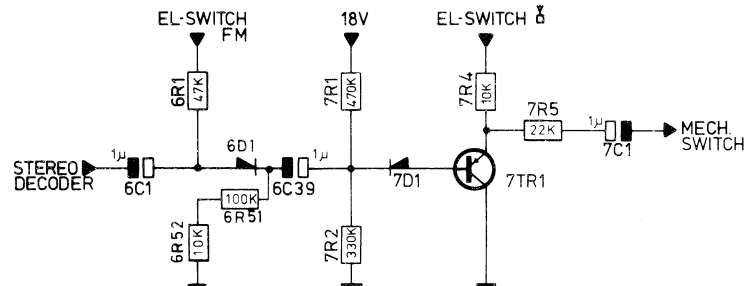 EL-SWITCH
FM
18V
EL-SWITCH
6R1
47K
7R1
470K
7R4
10K
7R5
22K
1μ
7C1
MECH.
SWITCH
STEREO
DECODER
1μ
6C1
6D1
1μ
6C39
7D1
7TR1
100K
6R51
6R52
10K
7R2
330K